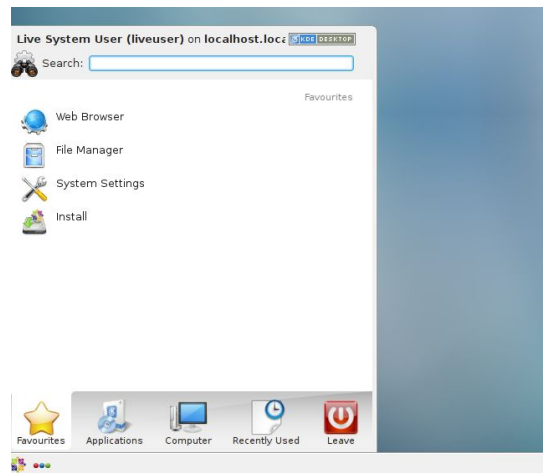 Live System User (liveuser) on localhost.loca KDE DESKTOP
Search:
Favourites
Web Browser
File Manager
System Settings
Install
Favourites Applications Computer Recently Used Leave